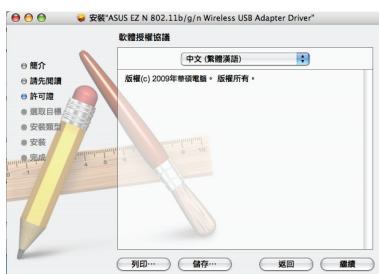 安裝"ASUS EZ N 802.11b/g/n Wireless USB Adapter Driver"
軟體授權協議
簡介
請先閱讀
許可證
選取目標
安裝類型
安裝
完成
中文 (繁體漢語)
版權(c) 2009年華碩電腦。 版權所有。
列印⋯
儲存⋯
返回
繼續